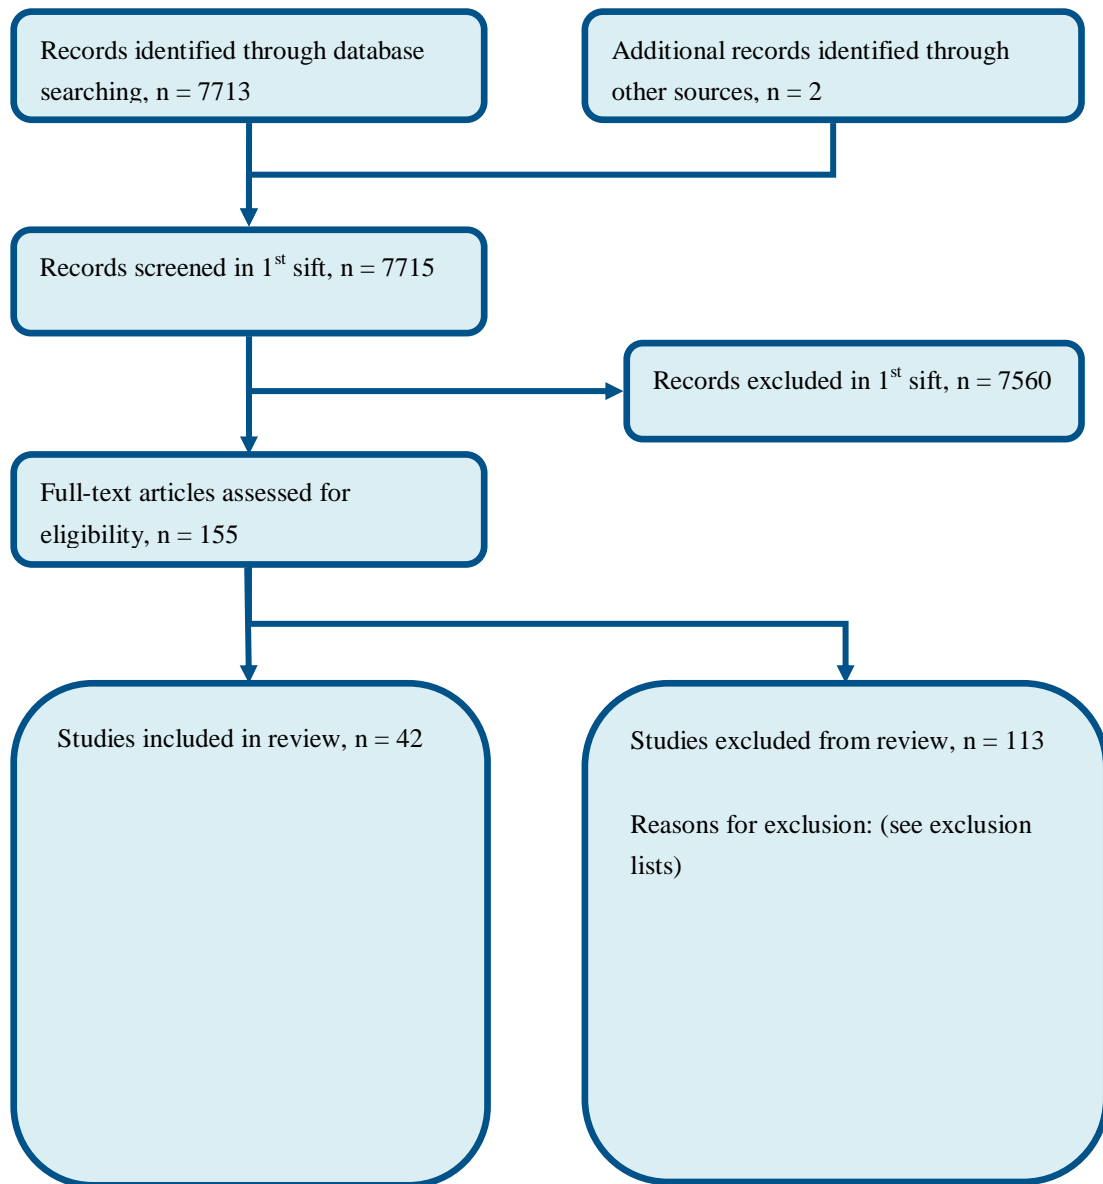 Records identified through database
searching, n = 7713
Additional records identified through
other sources, n = 2
Records screened in 1st sift, n = 7715
Records excluded in 1st sift, n = 7560
Full-text articles assessed for
eligibility, n = 155
Studies included in review, n = 42
Studies excluded from review, n = 113
Reasons for exclusion: (see exclusion
lists)